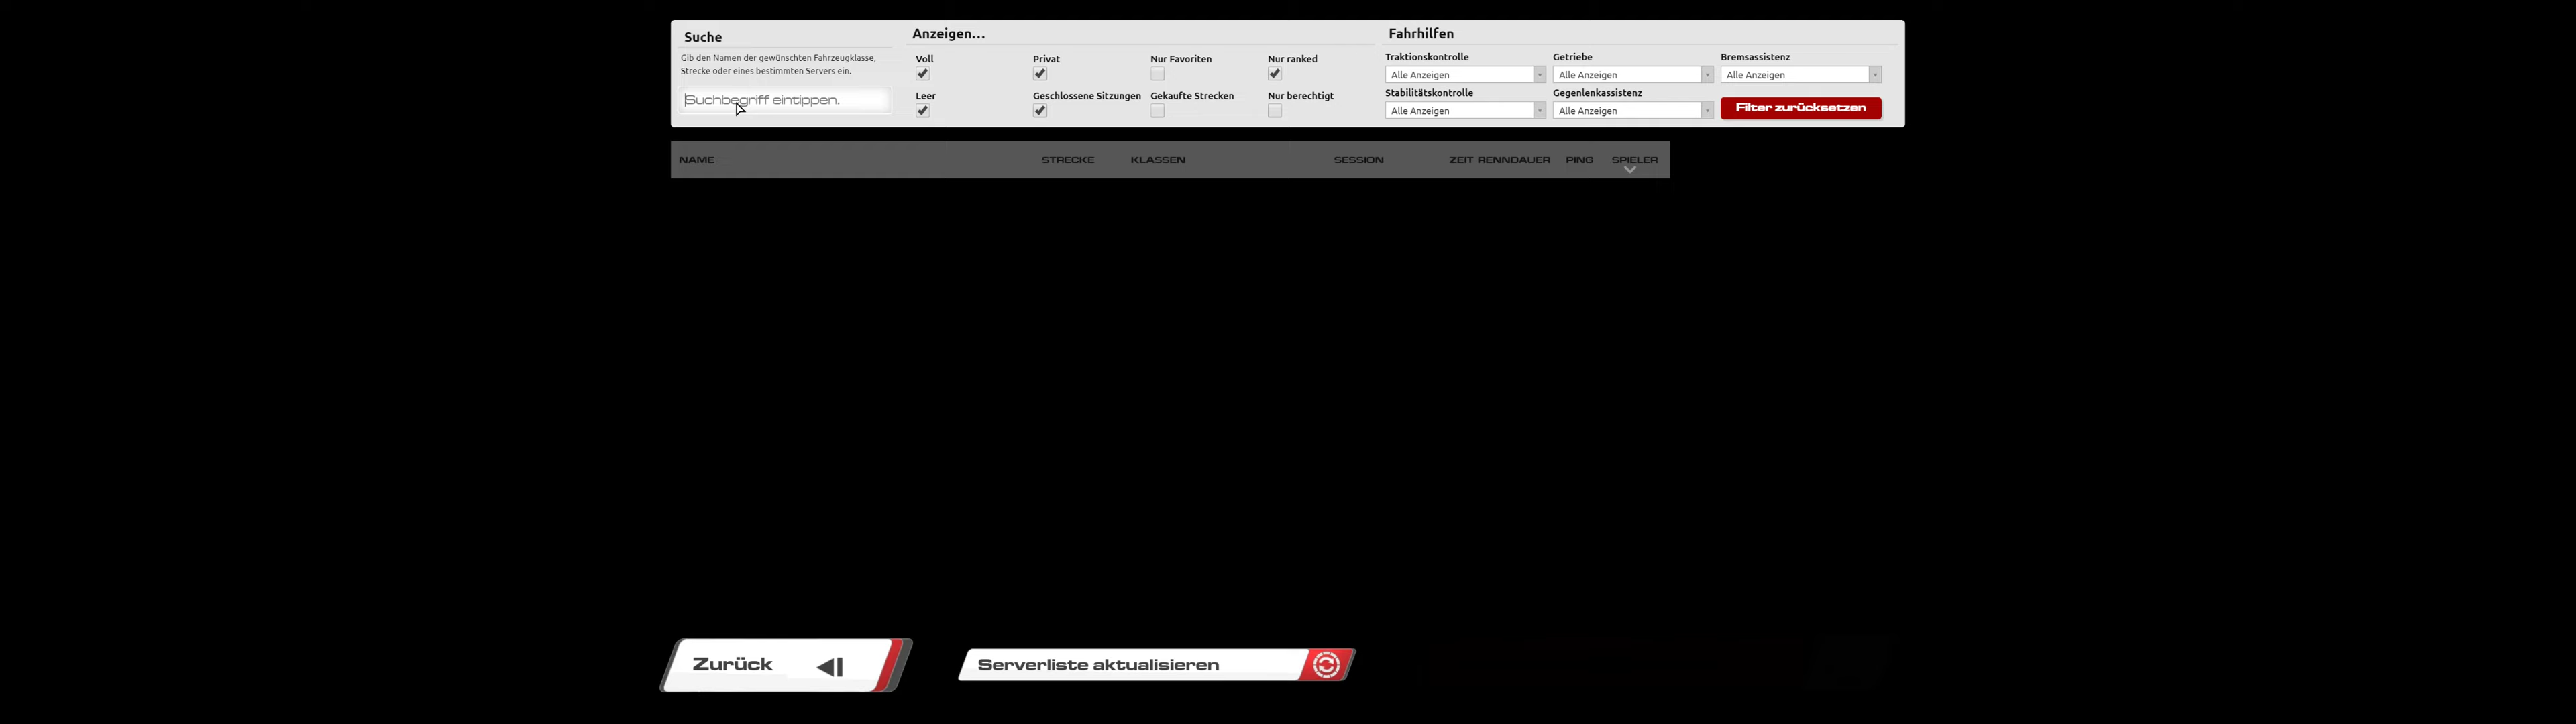 Suche
Gib den Namen der gewünschten Fahrzeugklasse,
Strecke oder eines bestimmten Servers ein.
Suchbegriff eintippen.
Anzeigen...
Voll
Privat
Nur Favoriten
Nur ranked
Leer
Geschlossene Sitzungen
Gekaufte Strecken
Nur berechtigt
Fahrhilfen
Traktionskontrolle
Getriebe
Bremsassistenz
Alle Anzeigen
Alle Anzeigen
Alle Anzeigen
Stabilitätskontrolle
Gegenlenkassistenz
Alle Anzeigen
Alle Anzeigen
Filter zurücksetzen
NAME STRECKE KLASSEN SESSION ZEIT RENNDAUER PING SPIELER
Zurück
Serverliste aktualisieren